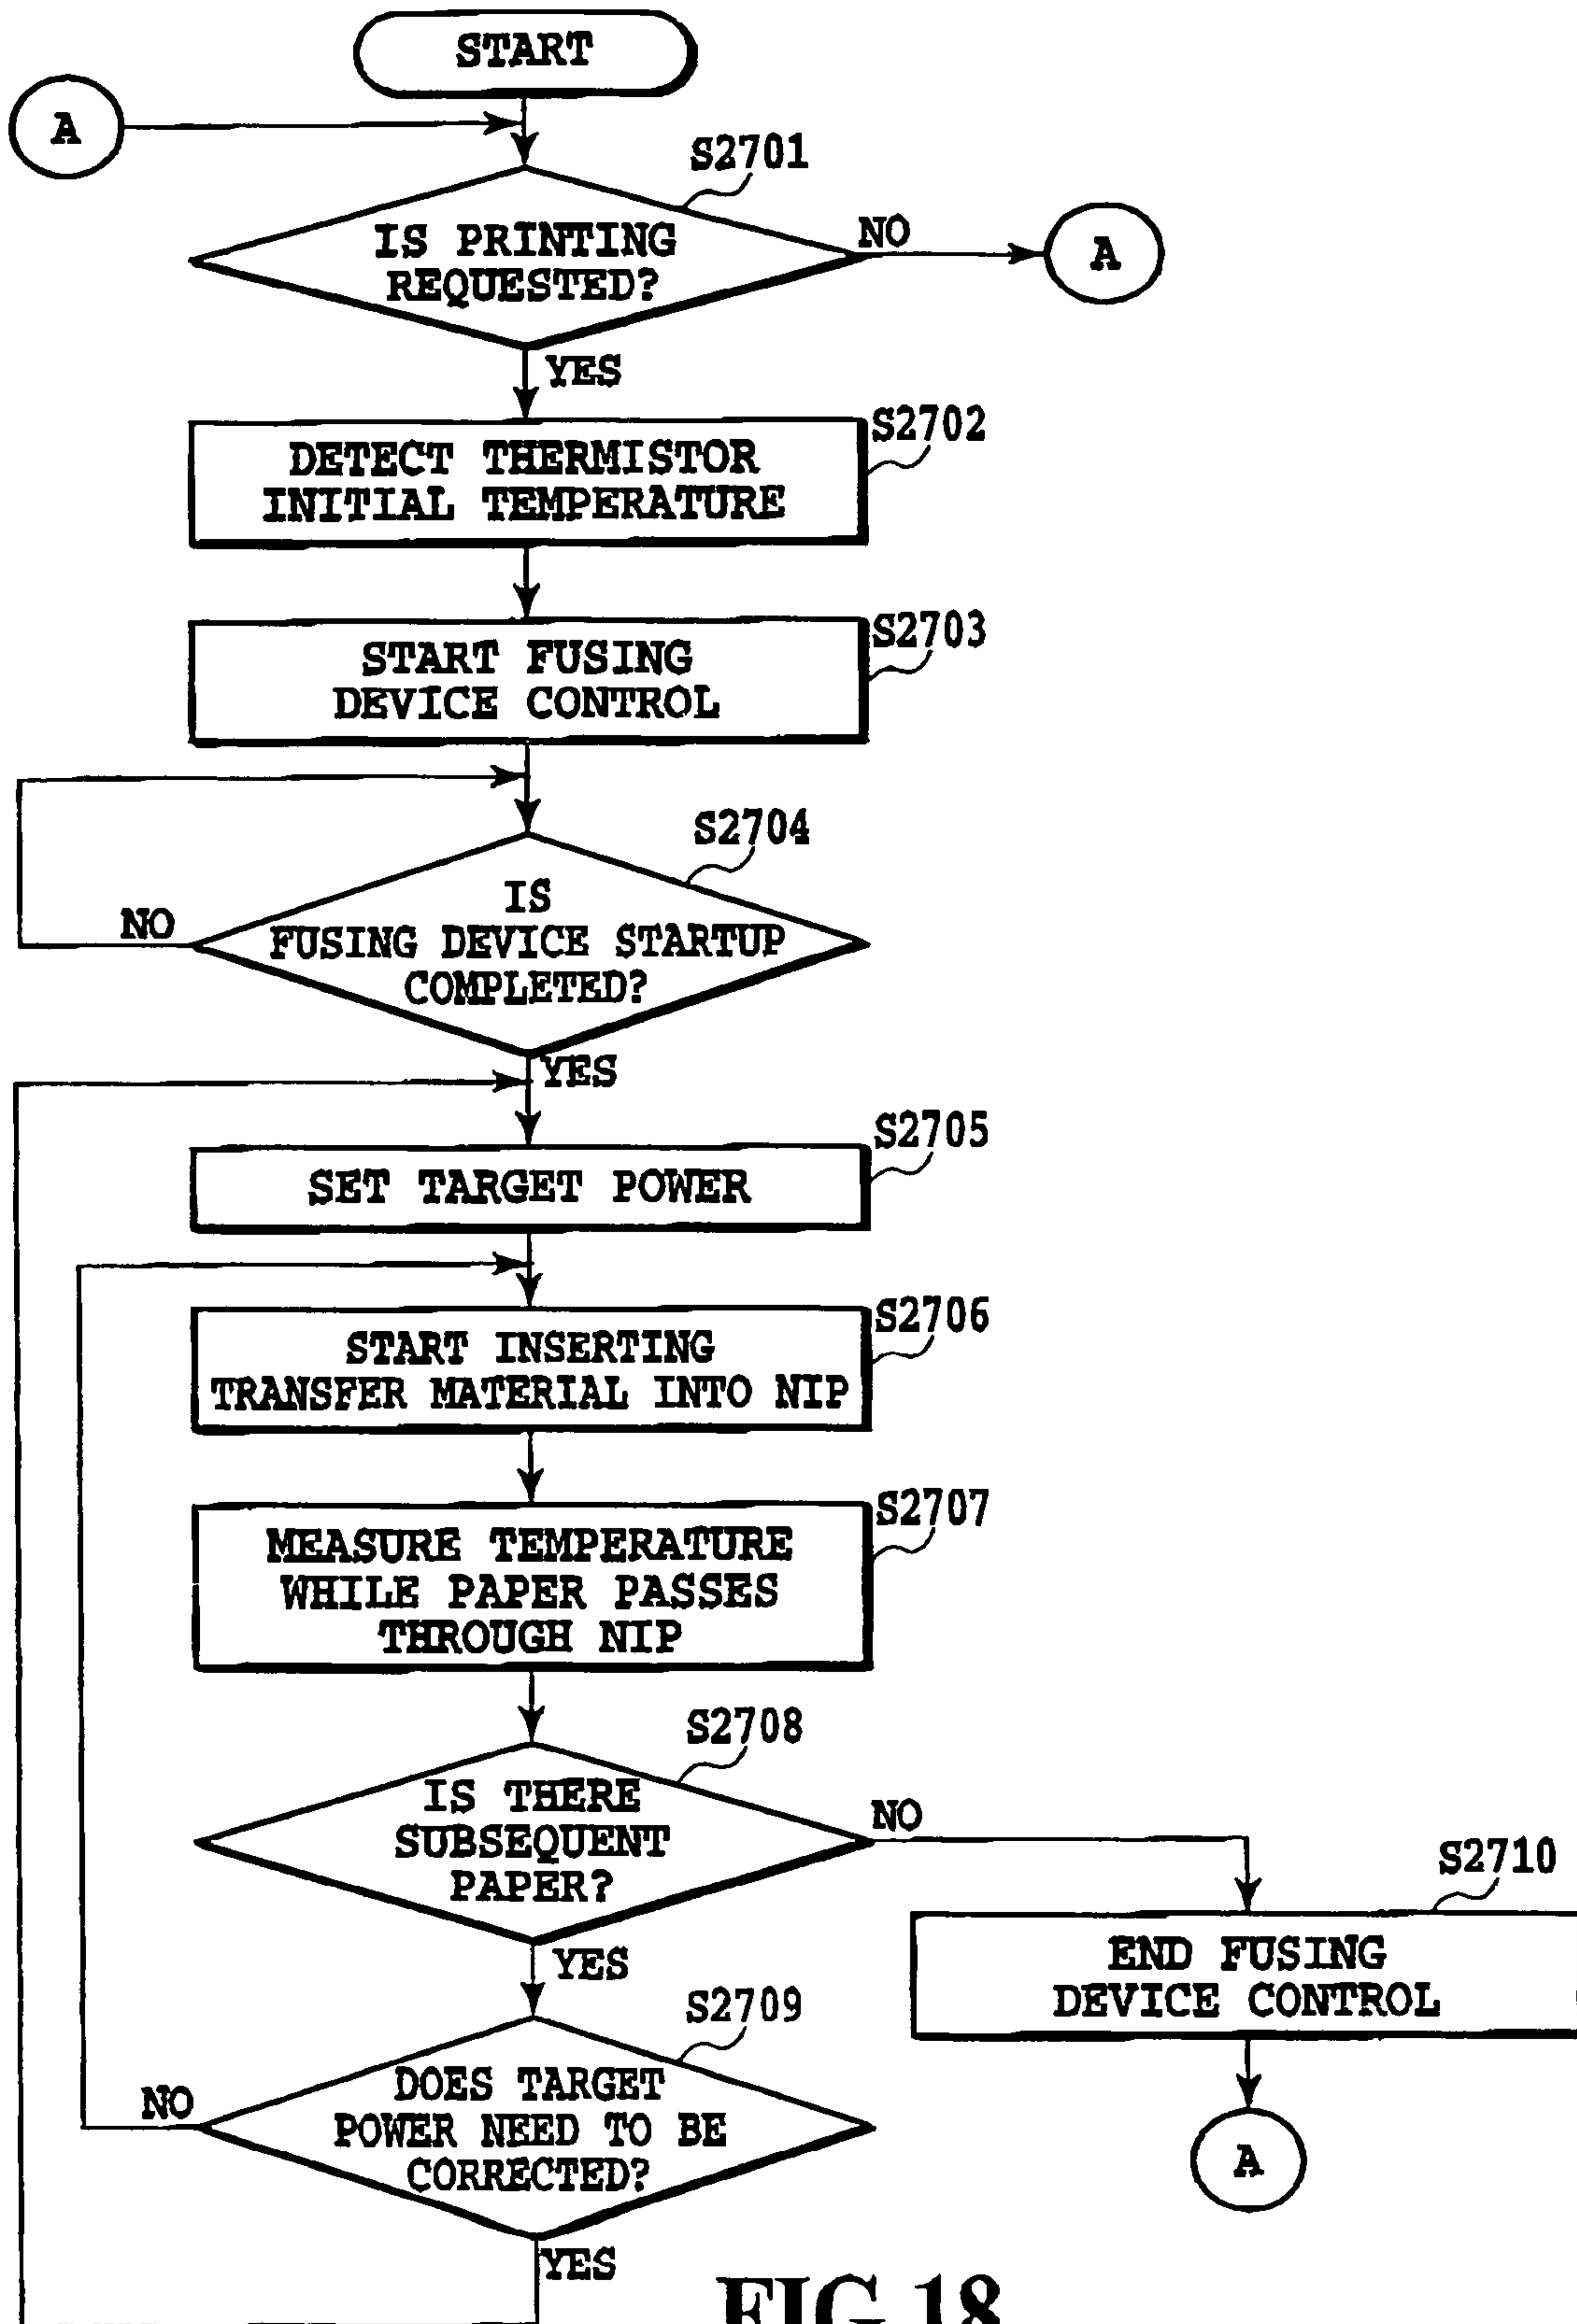 START
A
S2701
IS PRINTING
REQUESTED?
NO
A
YES
S2702
DETECT THERMISTOR
INITIAL TEMPERATURE
S2703
START FUSING
DEVICE CONTROL
S2704
IS
FUSING DEVICE STARTUP
COMPLETED?
NO
YES
S2705
SET TARGET POWER
S2706
START INSERTING
TRANSFER MATERIAL INTO NIP
S2707
MEASURE TEMPERATURE
WHILE PAPER PASSES
THROUGH NIP
S2708
IS THERE
SUBSEQUENT
PAPER?
NO
S2710
END FUSING
DEVICE CONTROL
A
YES
S2709
DOES TARGET
POWER NEED TO BE
CORRECTED?
NO
YES
FIG.18